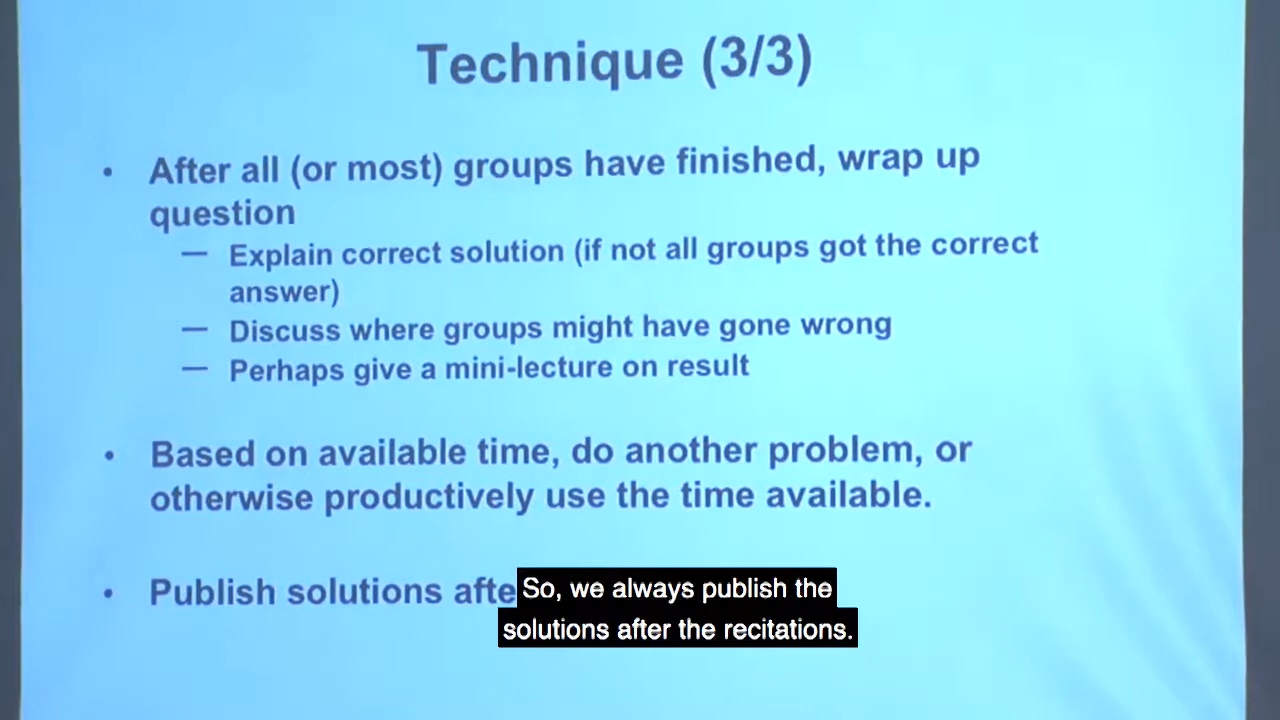 Technique (3/3)
• After all (or most) groups have finished, wrap up
question
— Explain correct solution (if not all groups got the correct
answer)
— Discuss where groups might have gone wrong
— Perhaps give a mini-lecture on result
• Based on available time, do another problem, or
otherwise productively use the time available.
• Publish solutions afte
So, we always publish the
solutions after the recitations.